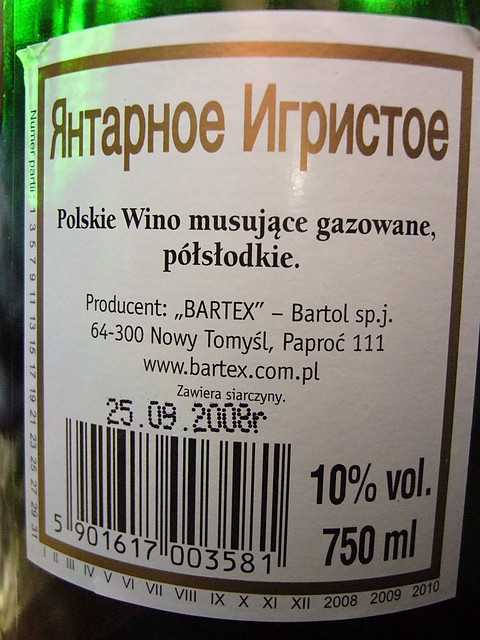 Янтарное Игристое
Polskie Wino musujące gazowane,
półsłodkie.
Producent: „BARTEX” – Bartol sp.j.
64-300 Nowy Tomyśl, Paproć 111
www.bartex.com.pl
Zawiera siarczyny.
25.09.2008r
5 901617 003581
10% vol.
750 ml
Numer partii: 1 3 5 7 9 11 13 15 17 19 21 23 25 27 29 31
I II III IV V VI VII VIII IX X XI XII 2008 2009 2010